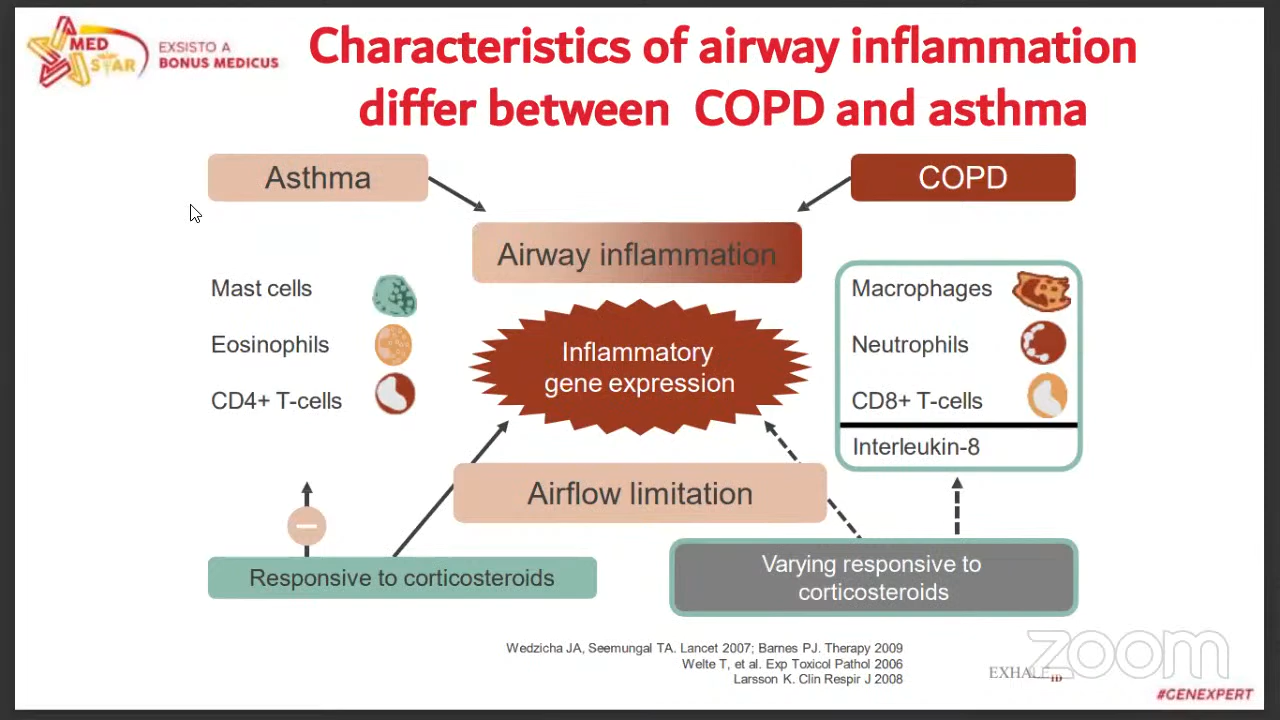 MED
STAR
EXSISTO A
BONUS MEDICUS
Characteristics of airway inflammation
differ between COPD and asthma
Asthma
COPD
Airway inflammation
Mast cells
Eosinophils
CD4+ T-cells
Inflammatory
gene expression
Macrophages
Neutrophils
CD8+ T-cells
Interleukin-8
Airflow limitation
Responsive to corticosteroids
Varying responsive to
corticosteroids
Wedzicha JA, Seemungal TA. Lancet 2007; Barnes PJ. Therapy 2009
Welte T, et al. Exp Toxicol Pathol 2006
Larsson K. Clin Respir J 2008
zoom
#GENEXPERT